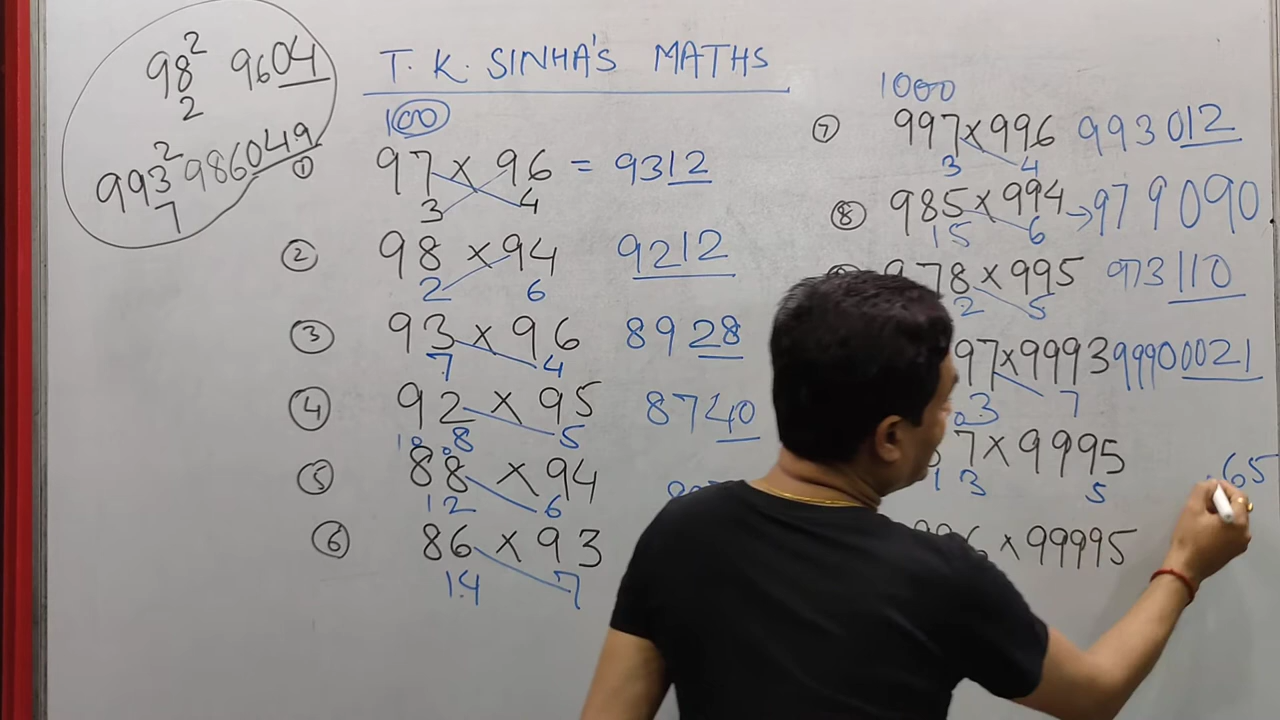 98² 9604
2
993² 986049
7
T. K. SINHA'S MATHS
100
① 97 × 96 = 9312
3 4
② 98 × 94 9212
2 6
③ 93 × 96 8928
7 4
④ 92 × 95 8740
8 5
⑤ 88 × 94
12 6
⑥ 86 × 93
14 7
1000
⑦ 997 × 996 993012
3 4
⑧ 985 × 994 → 979090
15 6
978 × 995 973110
2 5
97 × 9993 99900021
3 7
7 × 9995 65
13 5
× 99995